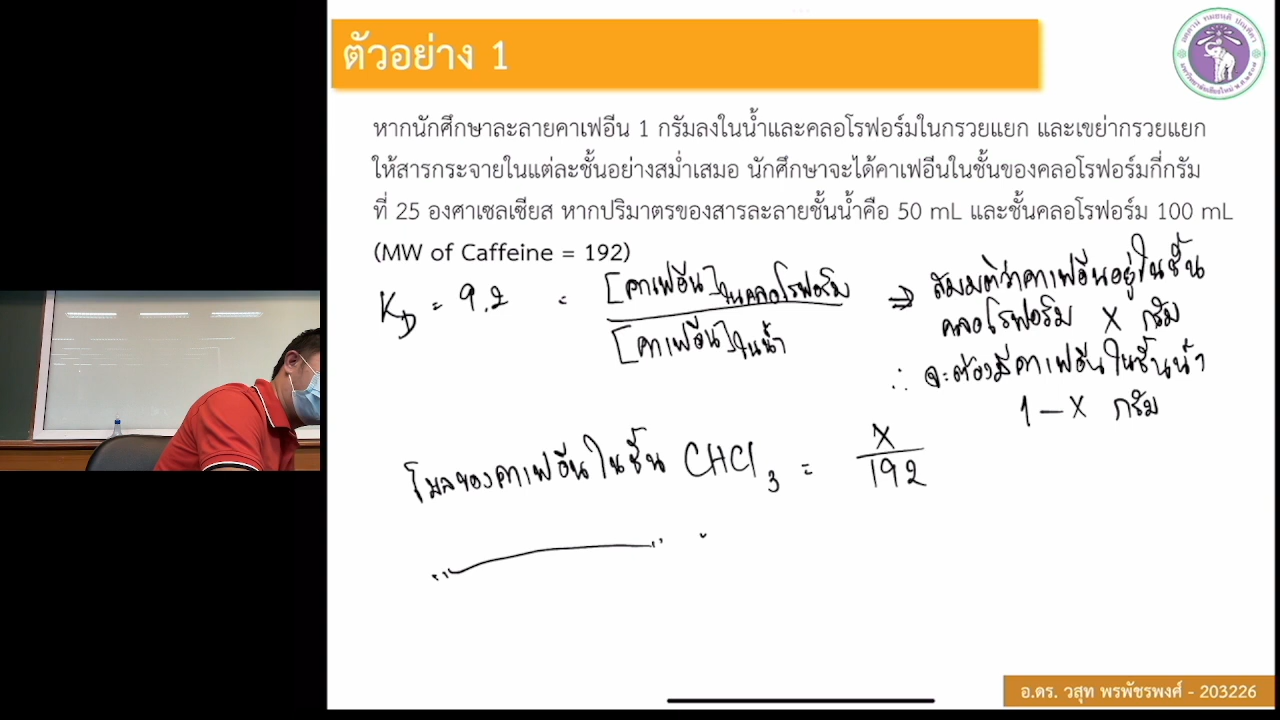 ตัวอย่าง 1
หากนักศึกษาละลายคาเฟอีน 1 กรัมลงในน้ำและคลอโรฟอร์มในกรวยแยก และเขย่ากรวยแยก
ให้สารกระจายในแต่ละชั้นอย่างสม่ำเสมอ นักศึกษาจะได้คาเฟอีนในชั้นของคลอโรฟอร์มกี่กรัม
ที่ 25 องศาเซลเซียส หากปริมาตรของสารละลายชั้นน้ำคือ 50 mL และชั้นคลอโรฟอร์ม 100 mL
(MW of Caffeine = 192)
K_D = 9.2 = [คาเฟอีน]ในคลอโรฟอร์ม
[คาเฟอีน]ในน้ำ
⇒ สมมติว่าคาเฟอีนอยู่ในชั้น
คลอโรฟอร์ม X กรัม
∴ จะต้องมีคาเฟอีนในชั้นน้ำ
1 – X กรัม
โมลของคาเฟอีนในชั้น CHCl₃ = X
192
อ.ดร. วสุท พรพัชรพงศ์ - 203226